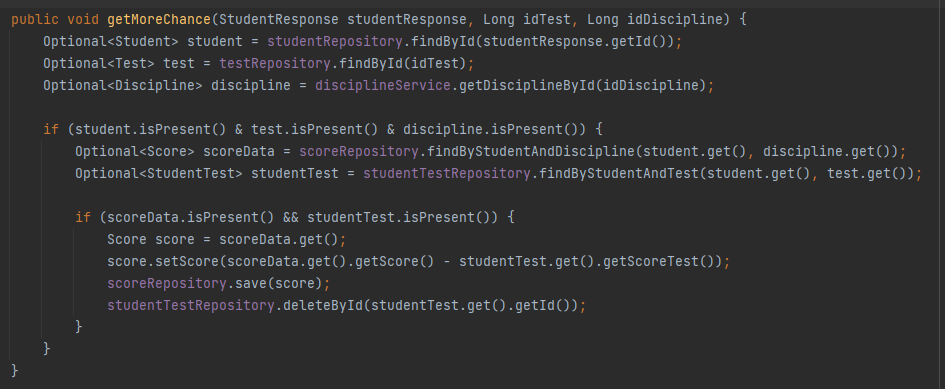 public void getMoreChance(StudentResponse studentResponse, Long idTest, Long idDiscipline) {
    Optional<Student> student = studentRepository.findById(studentResponse.getId());
    Optional<Test> test = testRepository.findById(idTest);
    Optional<Discipline> discipline = disciplineService.getDisciplineById(idDiscipline);

    if (student.isPresent() & test.isPresent() & discipline.isPresent()) {
        Optional<Score> scoreData = scoreRepository.findByStudentAndDiscipline(student.get(), discipline.get());
        Optional<StudentTest> studentTest = studentTestRepository.findByStudentAndTest(student.get(), test.get());

        if (scoreData.isPresent() && studentTest.isPresent()) {
            Score score = scoreData.get();
            score.setScore(scoreData.get().getScore() - studentTest.get().getScoreTest());
            scoreRepository.save(score);
            studentTestRepository.deleteById(studentTest.get().getId());
        }
    }
}